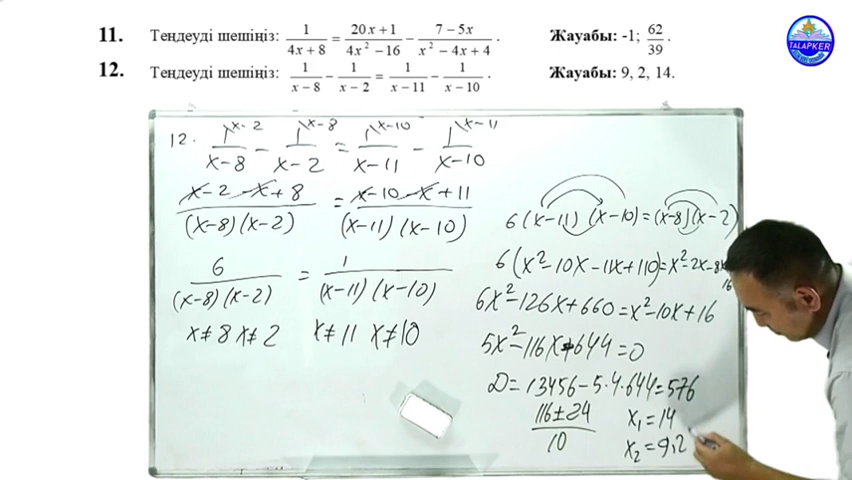 11. Теңдеуді шешіңіз: 1/(4x+8) = (20x+1)/(4x²−16) − (7−5x)/(x²−4x+4). Жауабы: -1; 62/39.
12. Теңдеуді шешіңіз: 1/(x−8) − 1/(x−2) = 1/(x−11) − 1/(x−10). Жауабы: 9, 2, 14.
TALAPKER
12. 1^(x-2)/(x-8) - 1^(x-8)/(x-2) = 1^(x-10)/(x-11) - 1^(x-11)/(x-10)
(x-2-x+8)/((x-8)(x-2)) = (x-10-x+11)/((x-11)(x-10))
6/((x-8)(x-2)) = 1/((x-11)(x-10))
x≠8 x≠2 x≠11 x≠10
6(x-11)(x-10)=(x-8)(x-2)
6(x²-10x-11x+110)=x²-2x-8x
16
6x²-126x+660=x²-10x+16
5x²-116x+644=0
D=13456-5·4·644=576
(116±24)/10
x₁=14
x₂=9,2